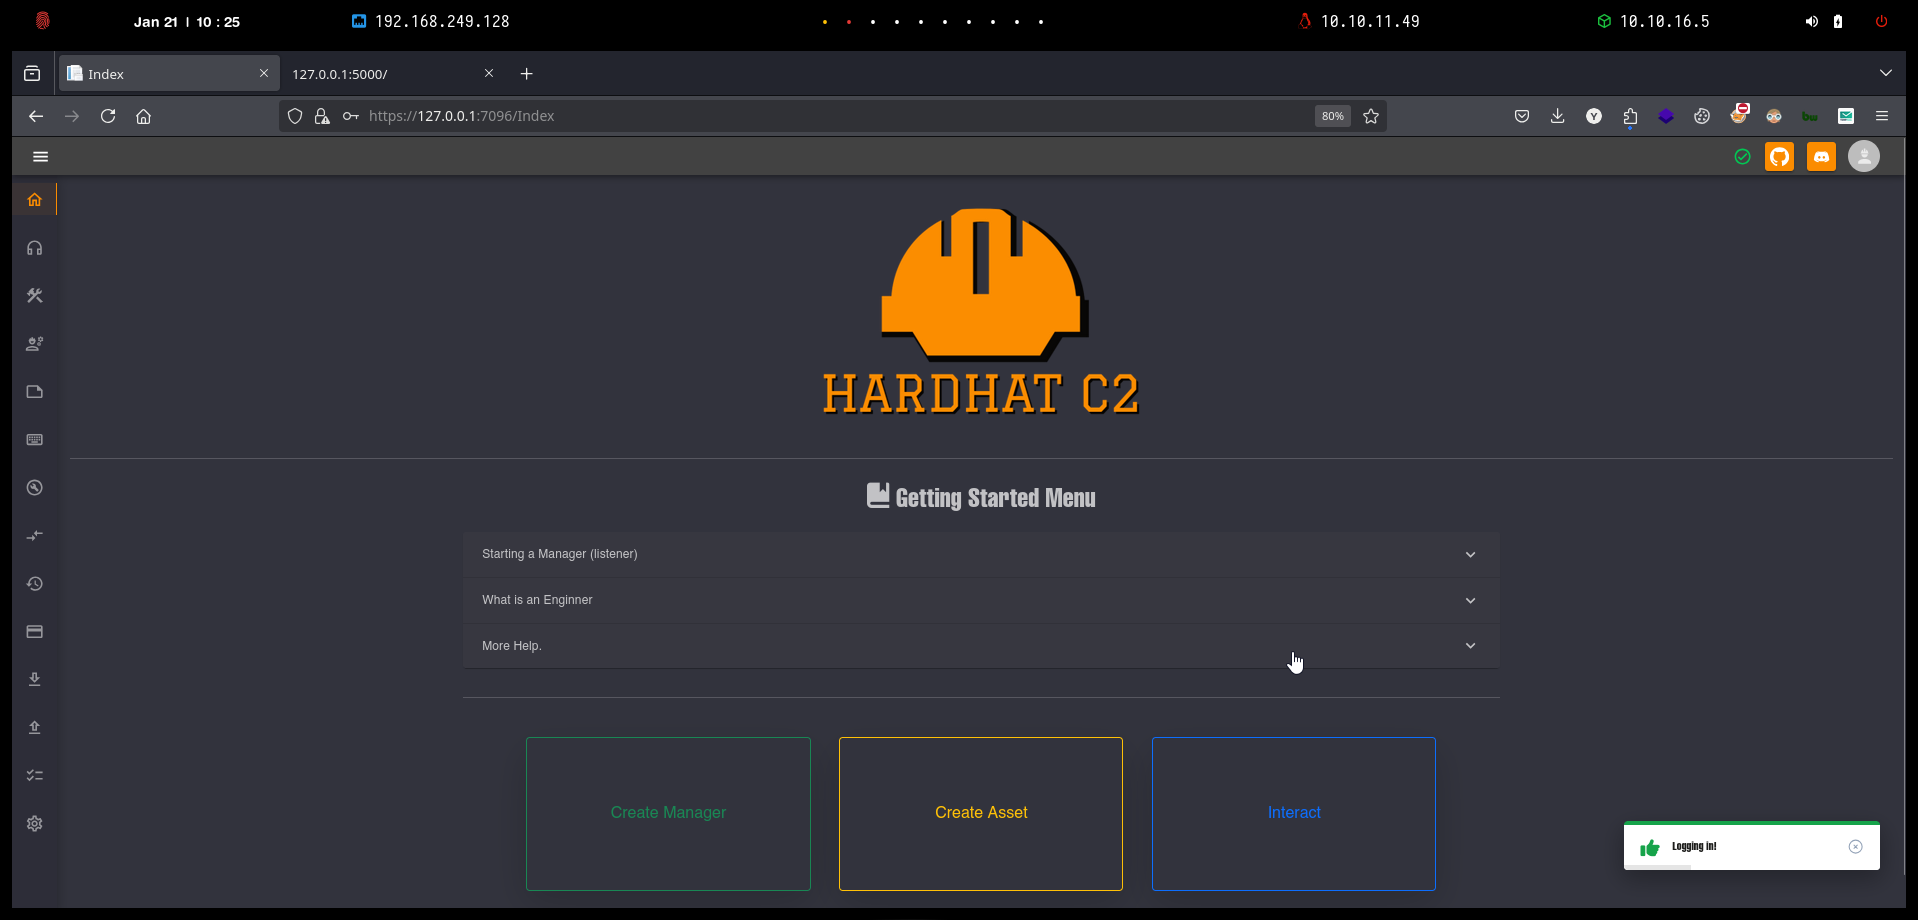 Jan 21 | 10 : 25
192.168.249.128
10.10.11.49
10.10.16.5
Index
127.0.0.1:5000/
https://127.0.0.1:7096/Index
80%
Y
bw
HARDHAT C2
Getting Started Menu
Starting a Manager (listener)
What is an Enginner
More Help.
Create Manager
Create Asset
Interact
Logging in!